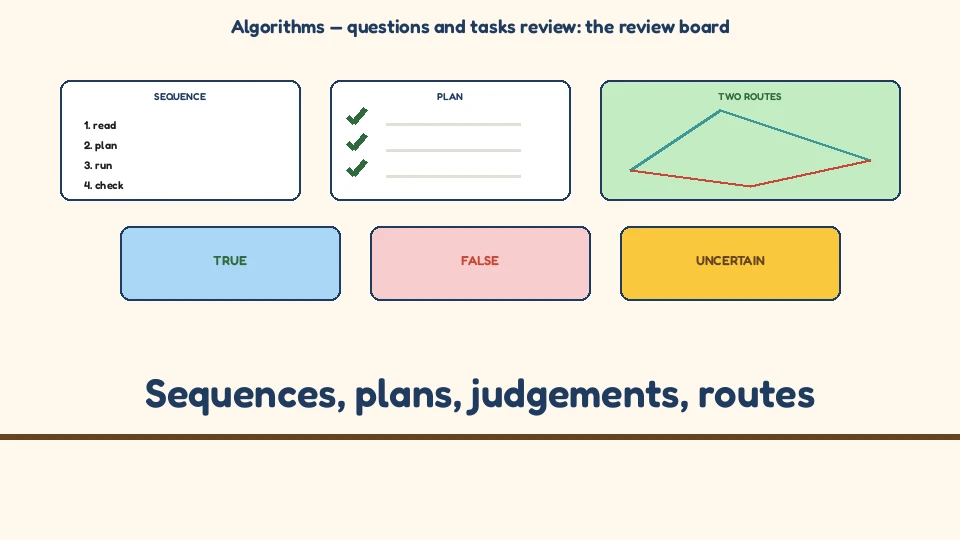 Algorithms — questions and tasks review: the review board
SEQUENCE
1. read
2. plan
3. run
4. check
PLAN
TWO ROUTES
TRUE
FALSE
UNCERTAIN
Sequences, plans, judgements, routes